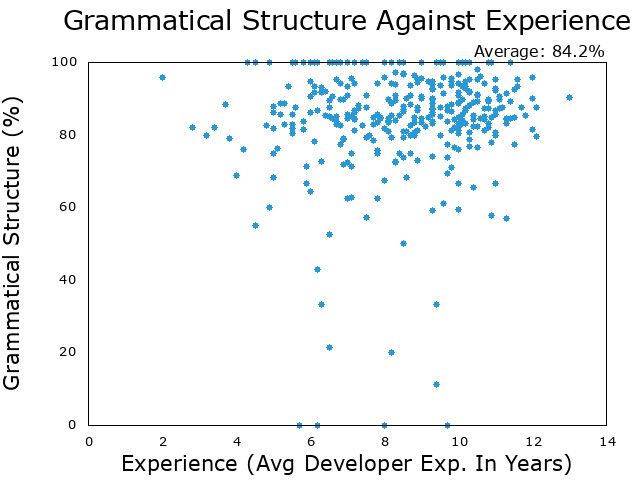 Grammatical Structure Against Experience
Average: 84.2%
Grammatical Structure (%)
100
80
60
40
20
0
0 2 4 6 8 10 12 14
Experience (Avg Developer Exp. In Years)